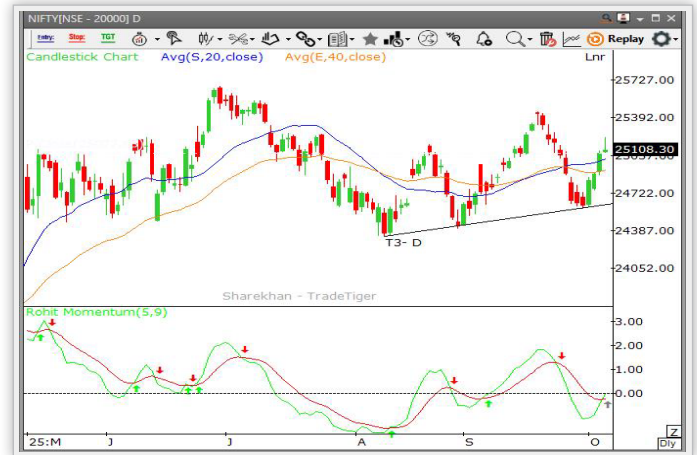 NIFTY[NSE - 20000] D
Entry: Stop: TGT Replay
Candlestick Chart Avg(S,20,close) Avg(E,40,close) Lnr
25727.00
25392.00
25108.30
24722.00
24387.00
T3- D
24052.00
Sharekhan - TradeTiger
Rohit Momentum(5,9)
3.00
2.00
1.00
0.00
Z
25:M J J A S O Dly